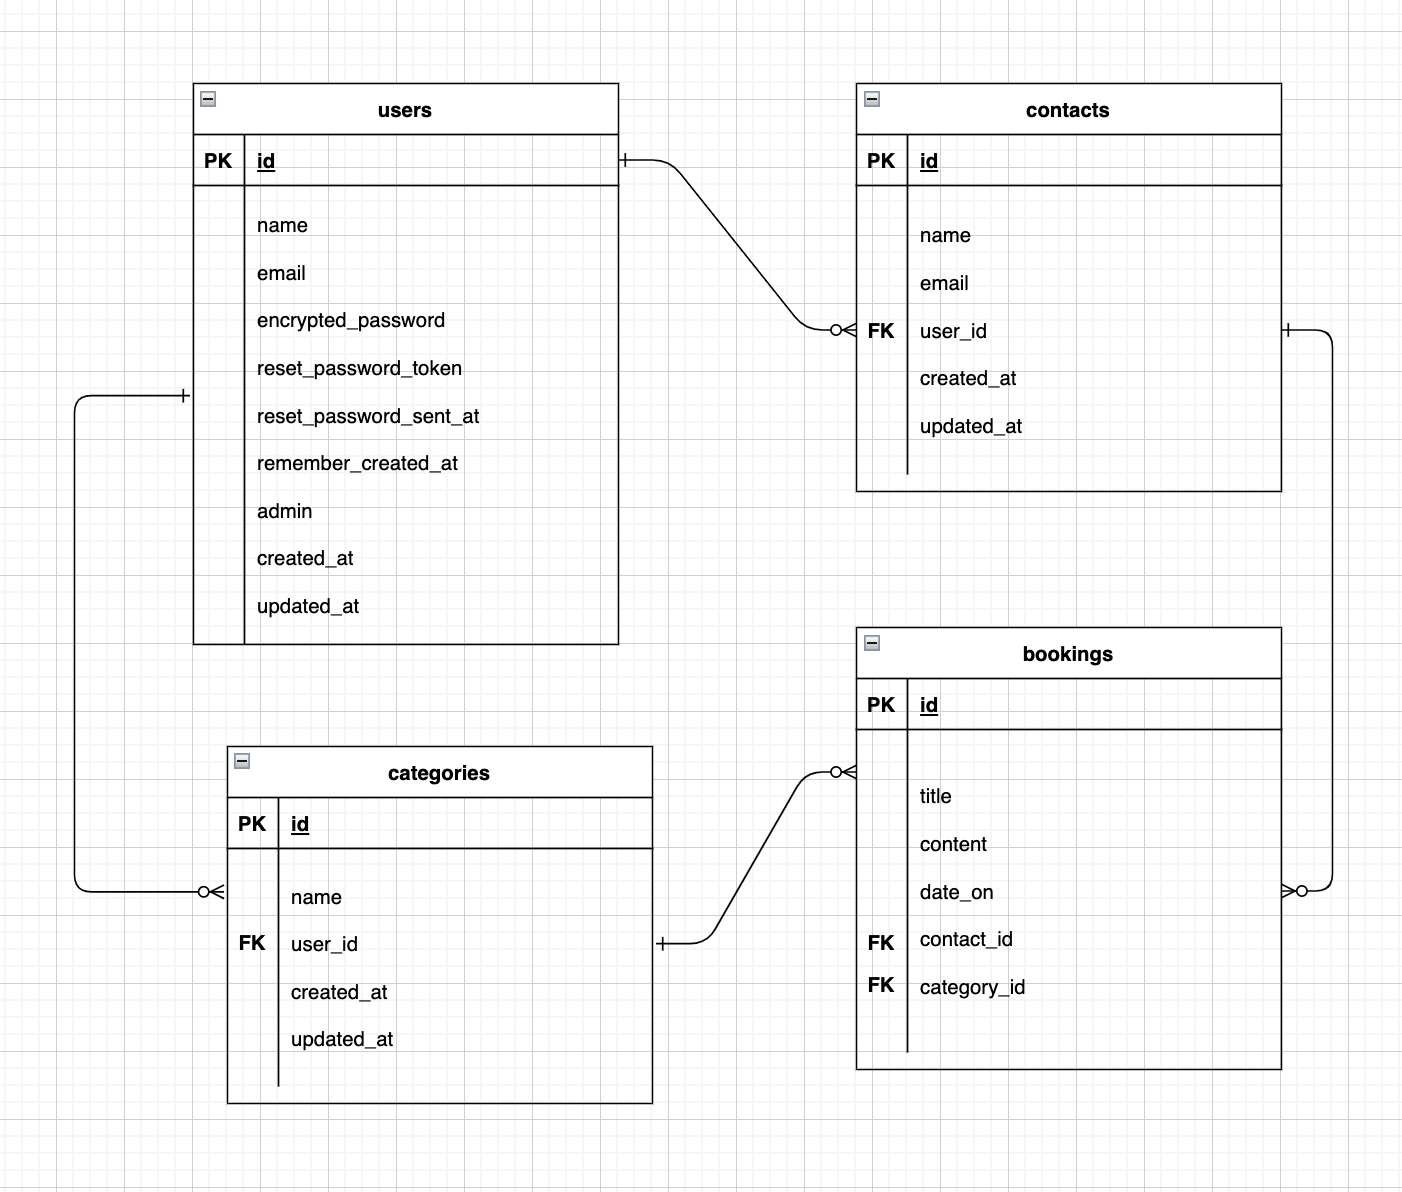 users
PK id
name
email
encrypted_password
reset_password_token
reset_password_sent_at
remember_created_at
admin
created_at
updated_at
contacts
PK id
name
email
FK user_id
created_at
updated_at
categories
PK id
name
FK user_id
created_at
updated_at
bookings
PK id
title
content
date_on
FK contact_id
FK category_id